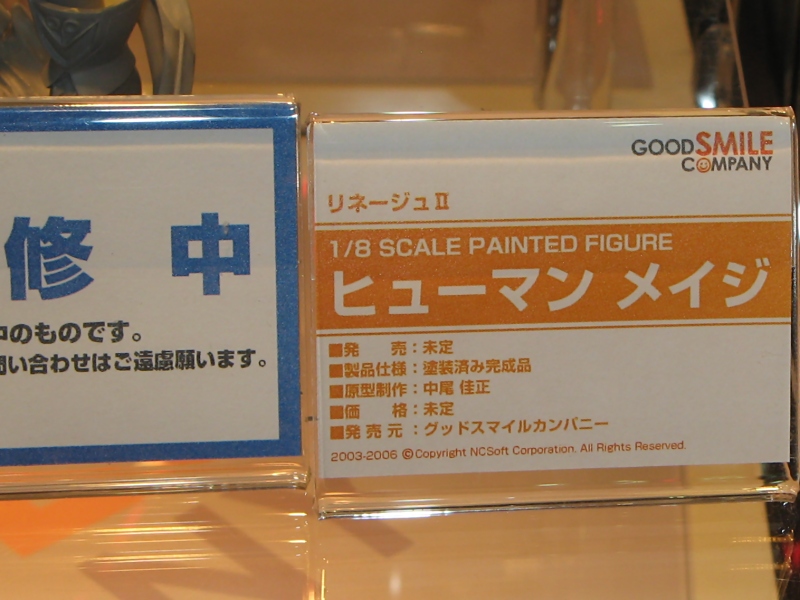 修 中
中のものです。
問い合わせはご遠慮願います。
GOODSMILE
COMPANY
リネージュⅡ
1/8 SCALE PAINTED FIGURE
ヒューマン メイジ
■発　売：未定
■製品仕様：塗装済み完成品
■原型制作：中尾 佳正
■価　格：未定
■発売元：グッドスマイルカンパニー
2003-2006 ©Copyright NCSoft Corporation. All Rights Reserved.